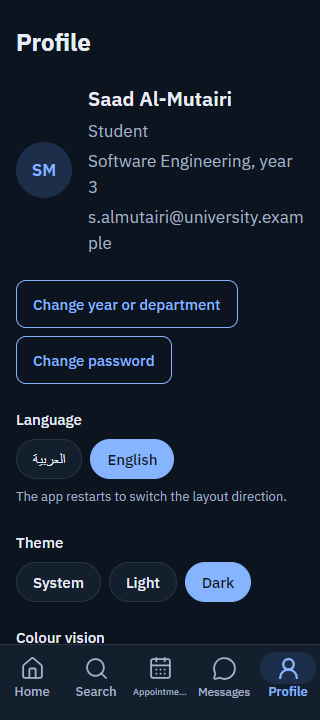 Profile
SM
Saad Al-Mutairi
Student
Software Engineering, year
3
s.almutairi@university.exam
ple
Change year or department
Change password
Language
العربية
English
The app restarts to switch the layout direction.
Theme
System
Light
Dark
Colour vision
Home
Search
Appointme...
Messages
Profile